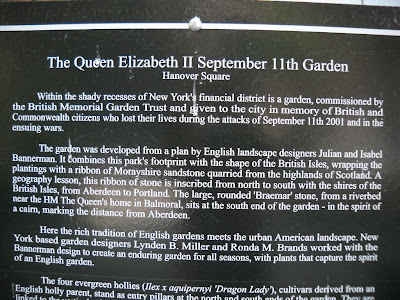 The Queen Elizabeth II September 11th Garden
Hanover Square
Within the shady recesses of New York's financial district is a garden, commissioned by
the British Memorial Garden Trust and given to the city in memory of British and
Commonwealth citizens who lost their lives during the attacks of September 11th 2001 and in the
ensuing wars.
The garden was developed from a plan by English landscape designers Julian and Isabel
Bannerman. It combines this park's footprint with the shape of the British Isles, wrapping the
plantings with a ribbon of Morayshire sandstone quarried from the highlands of Scotland. A
geography lesson, this ribbon of stone is inscribed from north to south with the shires of the
British Isles, from Aberdeen to Portland. The large, rounded 'Braemar' stone, from a riverbed
near the HM The Queen's home in Balmoral, sits at the south end of the garden - in the spirit of
a cairn, marking the distance from Aberdeen.
Here the rich tradition of English gardens meets the urban American landscape. New
York based garden designers Lynden B. Miller and Ronda M. Brands worked with the
Bannerman design to create an enduring garden for all seasons, with plants that capture the spirit
of an English garden.
The four evergreen hollies (Ilex x aquipernyi 'Dragon Lady'), cultivars derived from an
English holly parent, stand as entry pillars at the north and south ends of the garden. They are